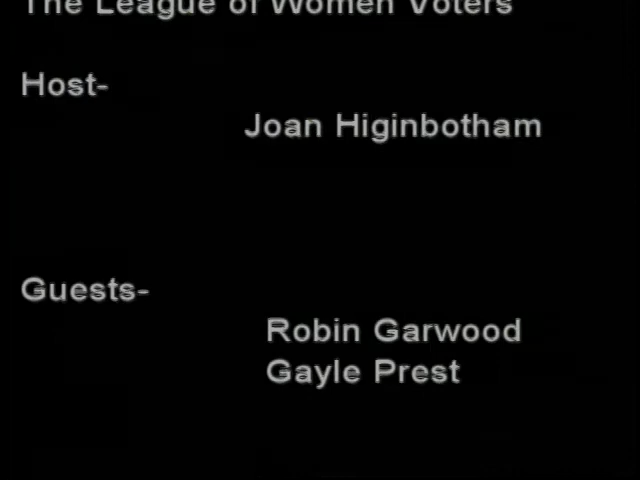 The League of Women Voters
Host-
Joan Higinbotham
Guests-
Robin Garwood
Gayle Prest